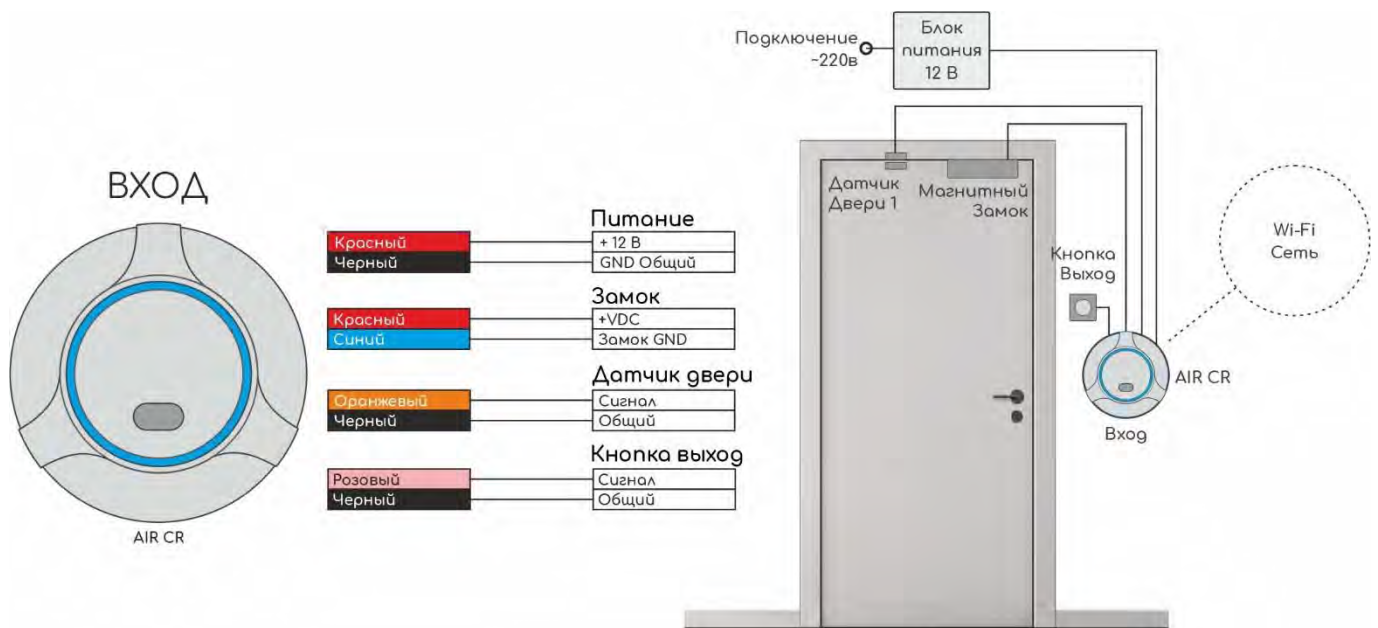 ВХОД
AIR CR
Питание
Красный
+ 12 В
Черный
GND Общий
Замок
Красный
+VDC
Синий
Замок GND
Датчик двери
Оранжевый
Сигнал
Черный
Общий
Кнопка выход
Розовый
Сигнал
Черный
Общий
Подключение
~220в
Блок
питания
12 В
Датчик
Двери 1
Магнитный
Замок
Кнопка
Выход
Wi-Fi
Сеть
AIR CR
Вход